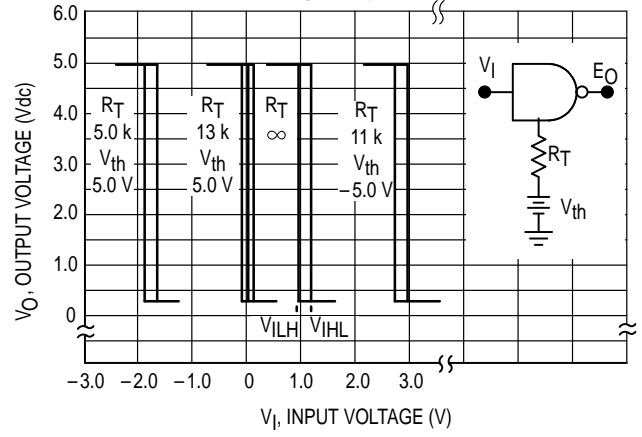 6.0
5.0
4.0
3.0
2.0
1.0
0
V_O, OUTPUT VOLTAGE (Vdc)
R_T
5.0 k
V_th
5.0 V
R_T
13 k
V_th
5.0 V
R_T
∞
R_T
11 k
V_th
−5.0 V
V_ILH
V_IHL
V_I
E_O
R_T
V_th
−3.0 −2.0 −1.0 0 1.0 2.0 3.0
V_I, INPUT VOLTAGE (V)